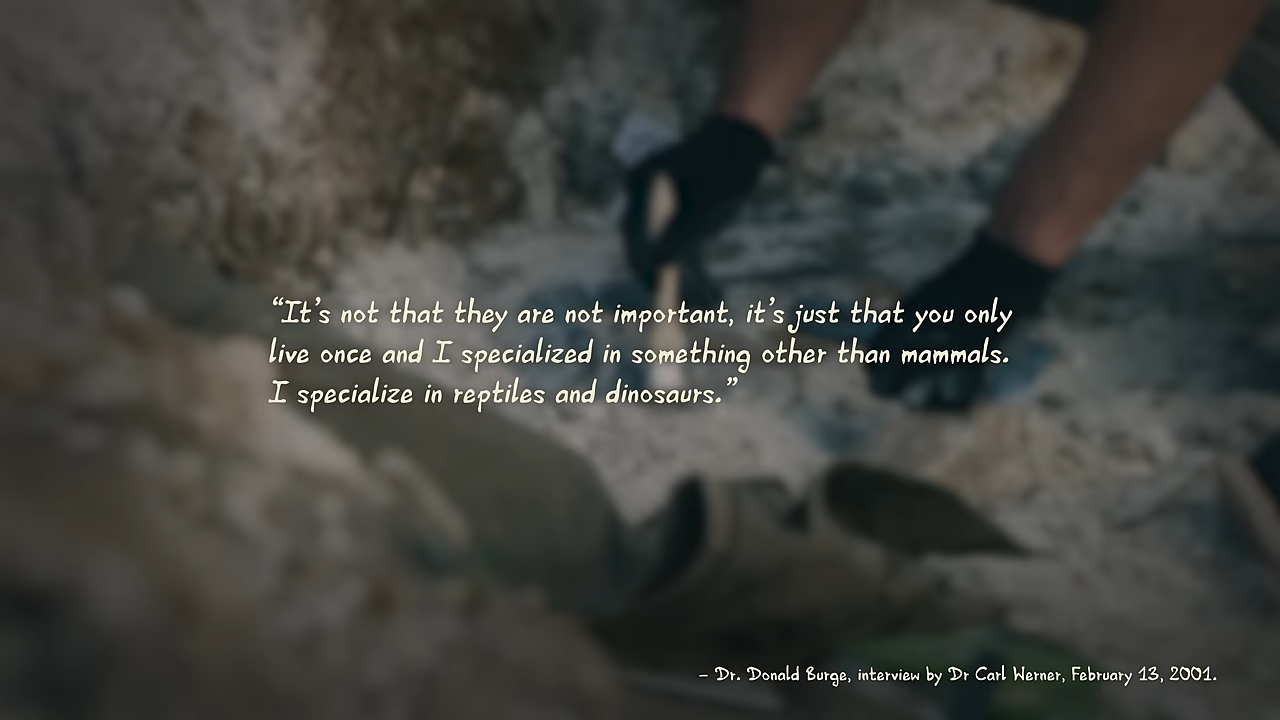 “It’s not that they are not important, it’s just that you only
live once and I specialized in something other than mammals.
I specialize in reptiles and dinosaurs.”
– Dr. Donald Burge, interview by Dr Carl Werner, February 13, 2001.